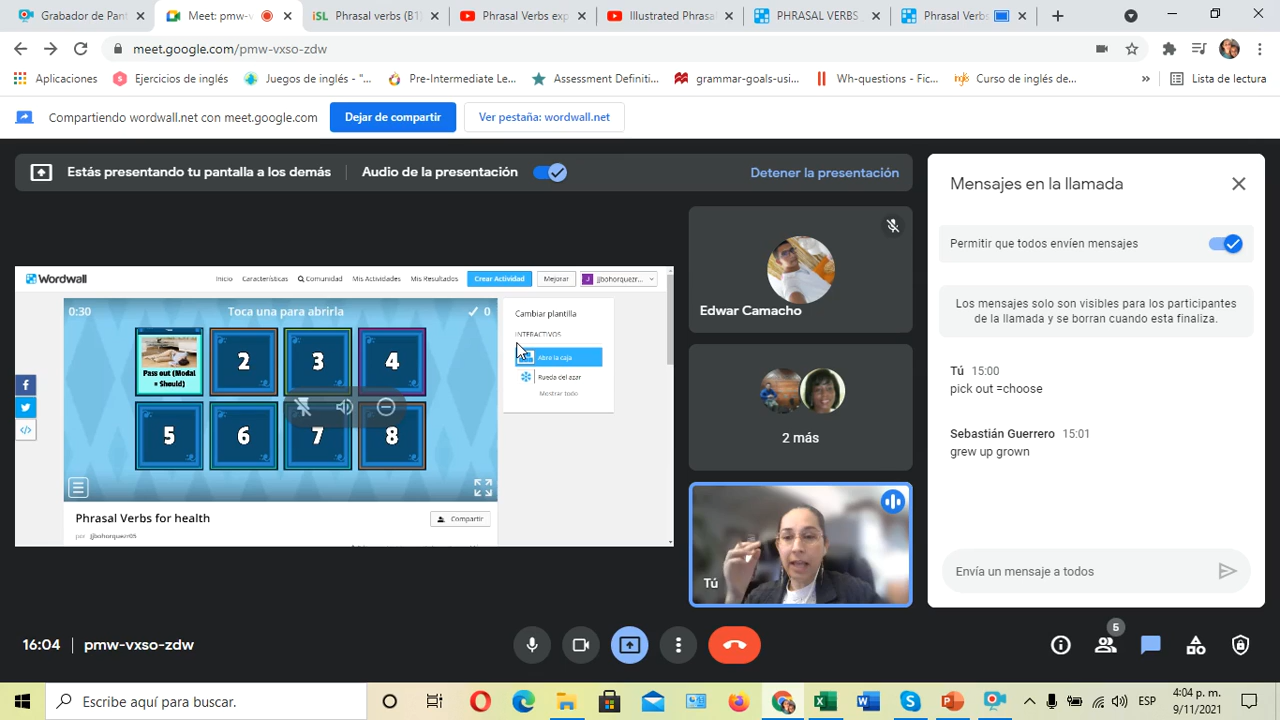 Grabador de Pant
Meet: pmw-v
Phrasal verbs (B1)
Phrasal Verbs exp
Illustrated Phrasa
PHRASAL VERBS
Phrasal Verbs
meet.google.com/pmw-vxso-zdw
Aplicaciones
Ejercicios de inglés
Juegos de inglés - "...
Pre-Intermediate Le...
Assessment Definiti...
grammar-goals-usi...
Wh-questions - Fic...
Curso de inglés de...
Lista de lectura
Compartiendo wordwall.net con meet.google.com
Dejar de compartir
Ver pestaña: wordwall.net
Estás presentando tu pantalla a los demás
Audio de la presentación
Detener la presentación
Wordwall
Inicio
Características
Comunidad
Mis Actividades
Mis Resultados
Crear Actividad
Mejorar
jjbohorquezr...
0:30
Toca una para abrirla
0
Pass out (Modal
= Should)
2
3
4
5
6
7
8
Cambiar plantilla
INTERACTIVOS
Abre la caja
Rueda del azar
Mostrar todo
Phrasal Verbs for health
Compartir
por jjbohorquezr05
Edwar Camacho
2 más
Tú
Mensajes en la llamada
Permitir que todos envíen mensajes
Los mensajes solo son visibles para los participantes
de la llamada y se borran cuando esta finaliza.
Tú 15:00
pick out =choose
Sebastián Guerrero 15:01
grew up grown
Envía un mensaje a todos
16:04 | pmw-vxso-zdw
5
Escribe aquí para buscar.
ESP
4:04 p. m.
9/11/2021